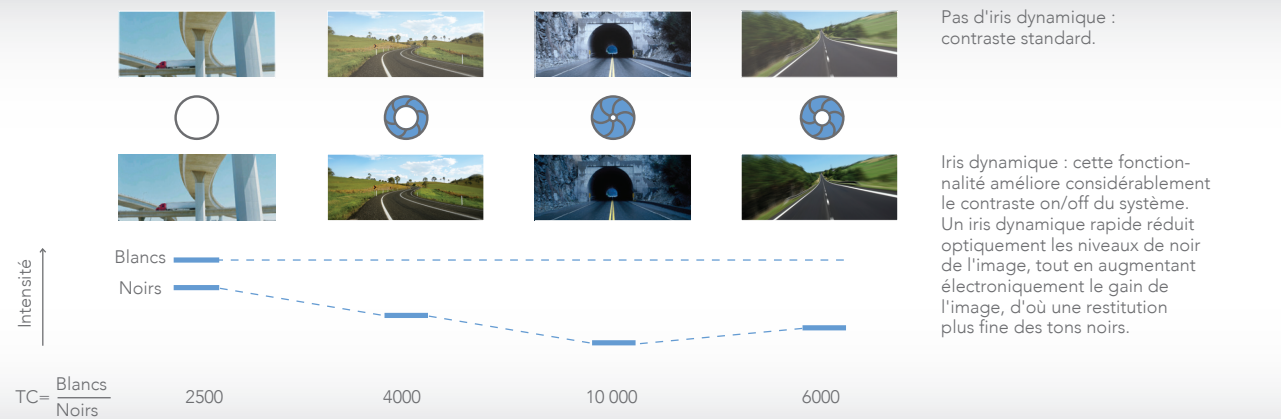 Pas d'iris dynamique :
contraste standard.
Iris dynamique : cette fonction-
nalité améliore considérablement
le contraste on/off du système.
Un iris dynamique rapide réduit
optiquement les niveaux de noir
de l'image, tout en augmentant
électroniquement le gain de
l'image, d'où une restitution
plus fine des tons noirs.
Intensité
Blancs
Noirs
TC= Blancs
Noirs
2500 4000 10 000 6000